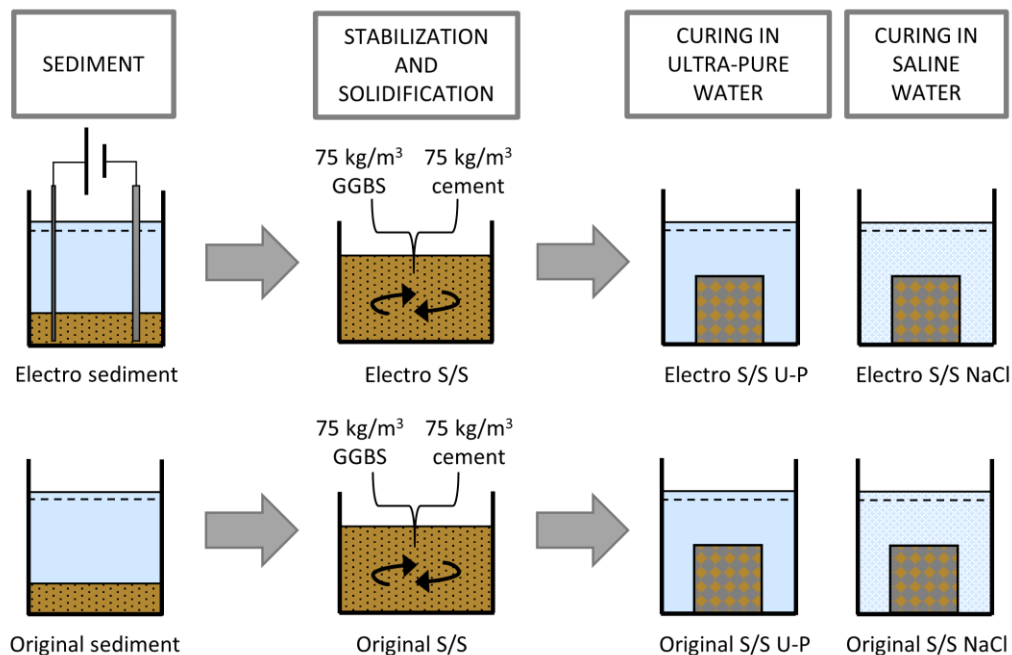 SEDIMENT
STABILIZATION
AND
SOLIDIFICATION
CURING IN
ULTRA-PURE
WATER
CURING IN
SALINE
WATER
75 kg/m³ 75 kg/m³
GGBS cement
Electro sediment
Electro S/S
Electro S/S U-P
Electro S/S NaCl
75 kg/m³ 75 kg/m³
GGBS cement
Original sediment
Original S/S
Original S/S U-P
Original S/S NaCl